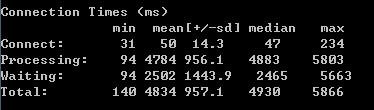 Connection Times (ms)
min mean[+/-sd] median max
Connect: 31 50 14.3 47 234
Processing: 94 4784 956.1 4883 5803
Waiting: 94 2502 1443.9 2465 5663
Total: 140 4834 957.1 4930 5866